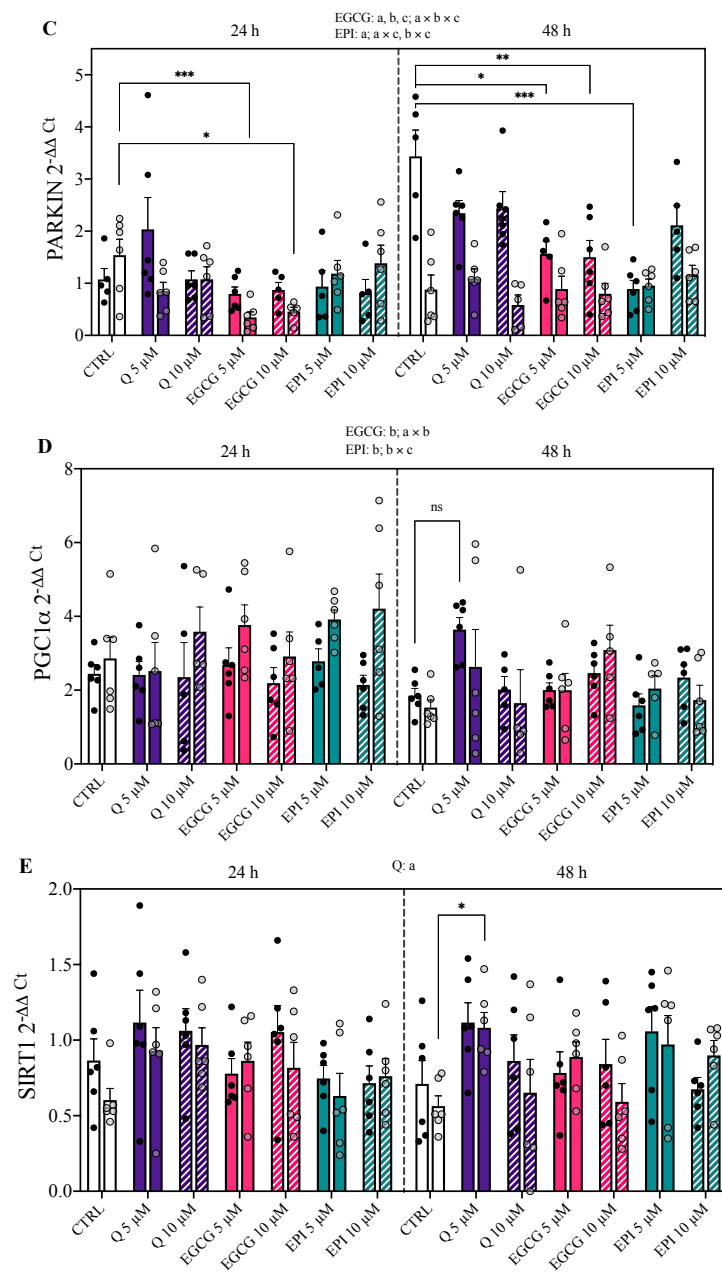 C
EGCG: a, b, c; a × b × c
EPI: a; a × c, b × c
24 h
48 h
PARKIN 2-ΔΔ Ct
5
4
3
2
1
0
***
*
**
*
***
CTRL
Q 5 µM
Q 10 µM
EGCG 5 µM
EGCG 10 µM
EPI 5 µM
EPI 10 µM
CTRL
Q 5 µM
Q 10 µM
EGCG 5 µM
EGCG 10 µM
EPI 5 µM
EPI 10 µM
D
EGCG: b; a × b
EPI: b; b × c
24 h
48 h
PGC1α 2-ΔΔ Ct
8
6
4
2
0
ns
CTRL
Q 5 µM
Q 10 µM
EGCG 5 µM
EGCG 10 µM
EPI 5 µM
EPI 10 µM
CTRL
Q 5 µM
Q 10 µM
EGCG 5 µM
EGCG 10 µM
EPI 5 µM
EPI 10 µM
E
Q: a
24 h
48 h
SIRT1 2-ΔΔ Ct
2.0
1.5
1.0
0.5
0.0
*
CTRL
Q 5 µM
Q 10 µM
EGCG 5 µM
EGCG 10 µM
EPI 5 µM
EPI 10 µM
CTRL
Q 5 µM
Q 10 µM
EGCG 5 µM
EGCG 10 µM
EPI 5 µM
EPI 10 µM